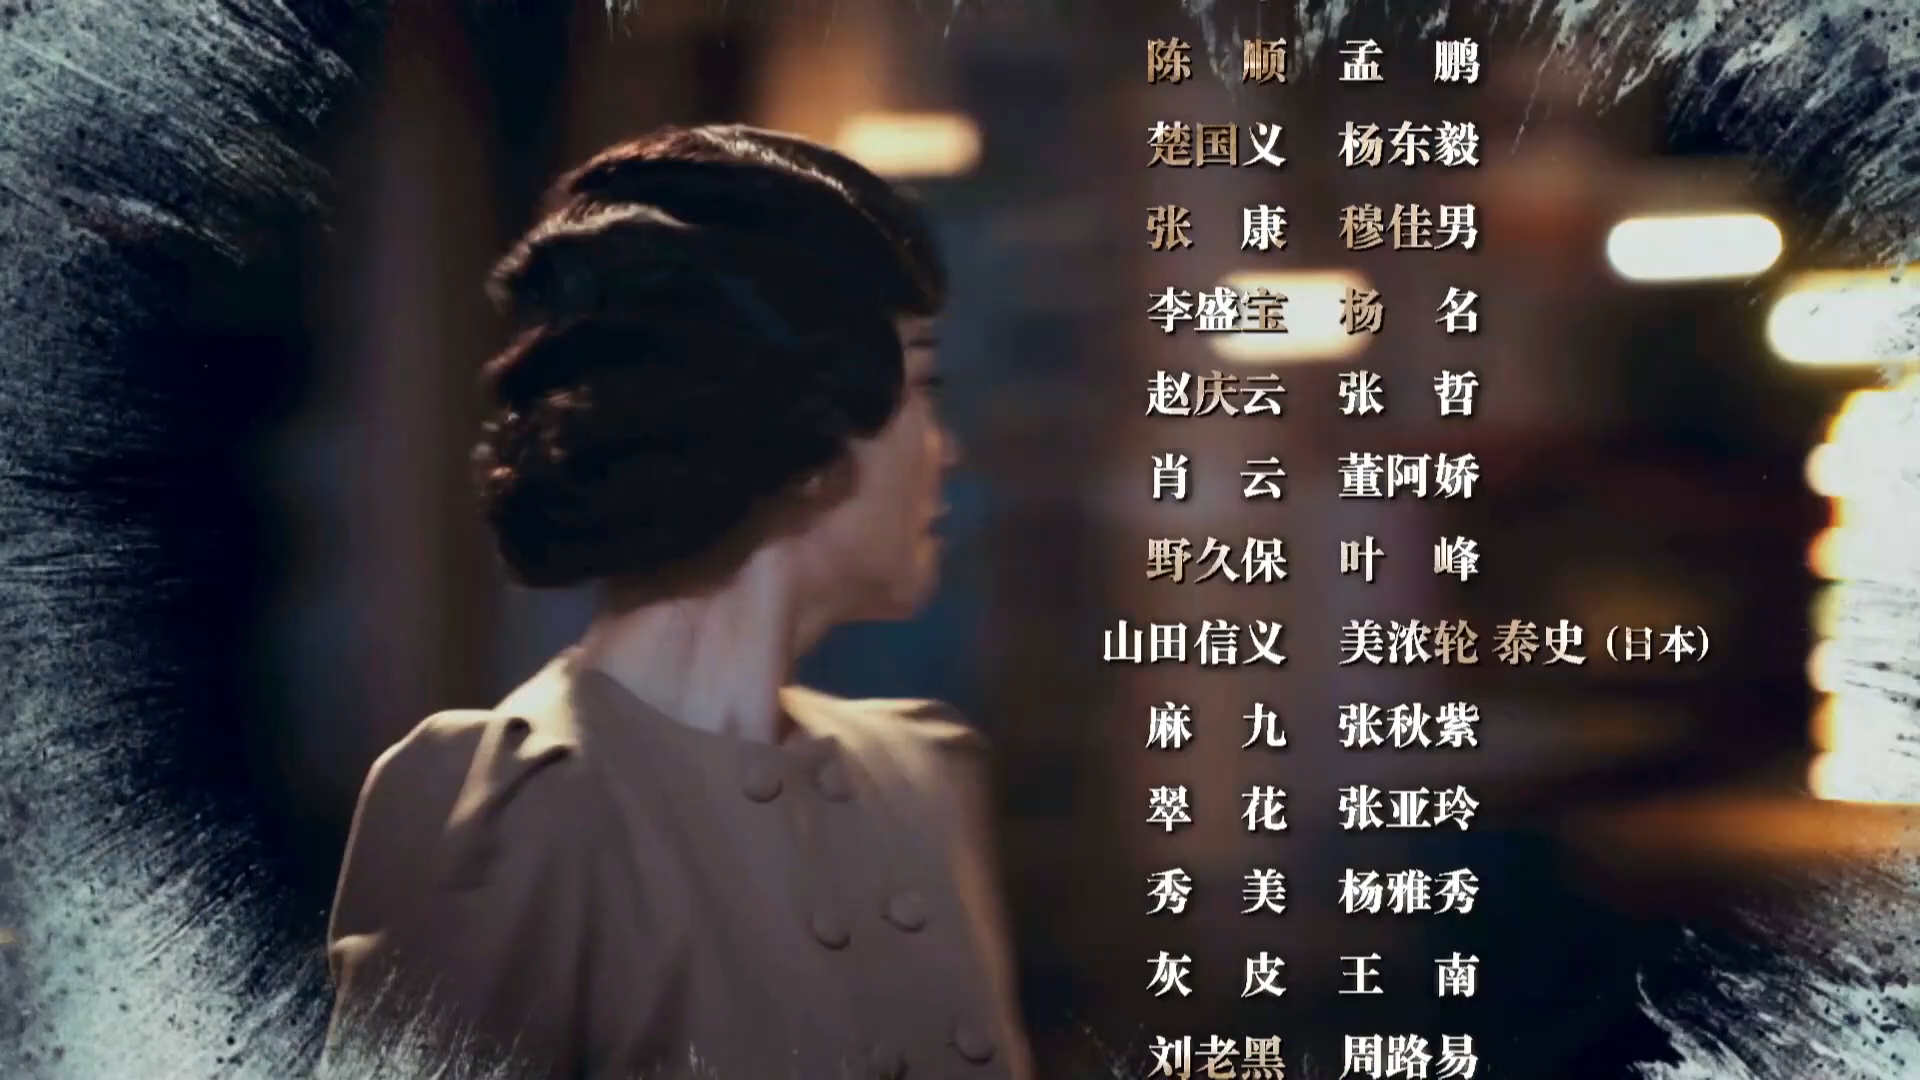 陈顺 孟鹏
楚国义 杨东毅
张康 穆佳男
李盛宝 杨名
赵庆云 张哲
肖云 董阿娇
野久保 叶峰
山田信义 美浓轮 泰史（日本）
麻九 张秋紫
翠花 张亚玲
秀美 杨雅秀
灰皮 王南
刘老黑 周路易